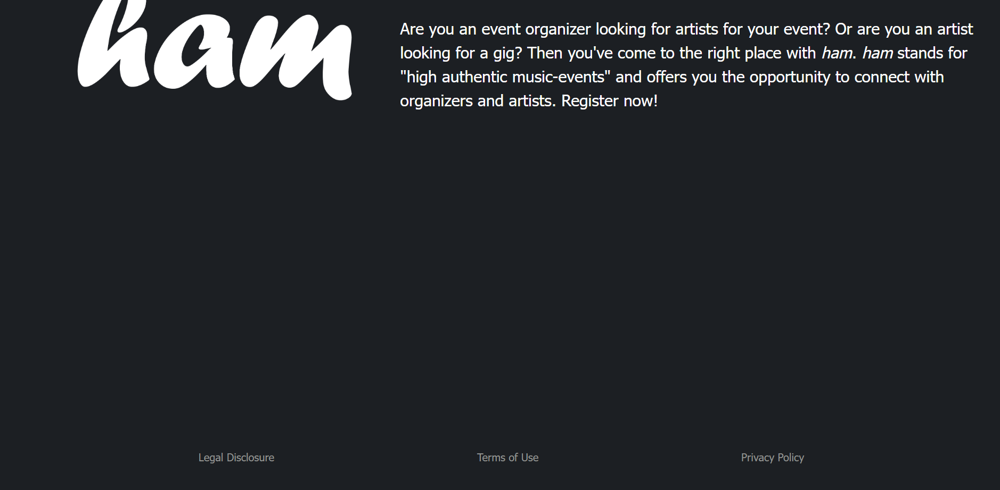 ham
Are you an event organizer looking for artists for your event? Or are you an artist
looking for a gig? Then you've come to the right place with ham. ham stands for
"high authentic music-events" and offers you the opportunity to connect with
organizers and artists. Register now!
Legal Disclosure
Terms of Use
Privacy Policy